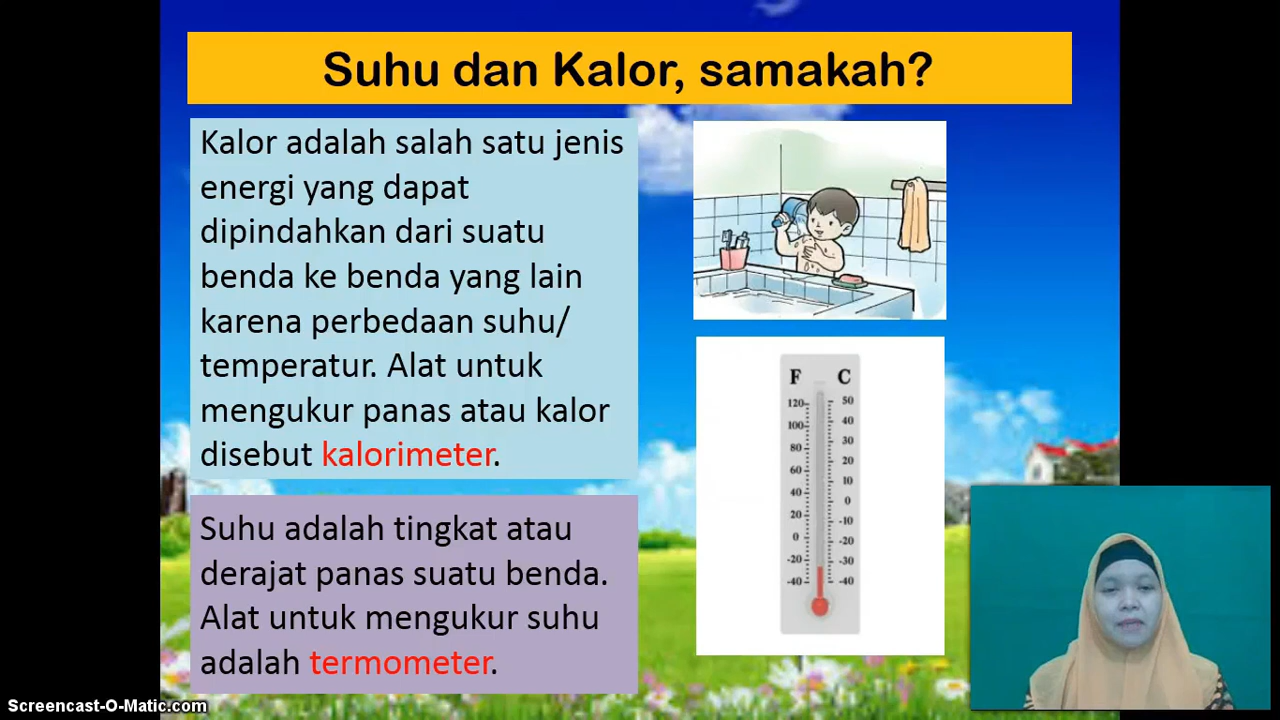 Suhu dan Kalor, samakah?
Kalor adalah salah satu jenis
energi yang dapat
dipindahkan dari suatu
benda ke benda yang lain
karena perbedaan suhu/
temperatur. Alat untuk
mengukur panas atau kalor
disebut kalorimeter.
Suhu adalah tingkat atau
derajat panas suatu benda.
Alat untuk mengukur suhu
adalah termometer.
F C
120 50
100 40
80 30
60 20
40 10
20 0
0 -10
-20 -20
-40 -30
-40
Screencast-O-Matic.com